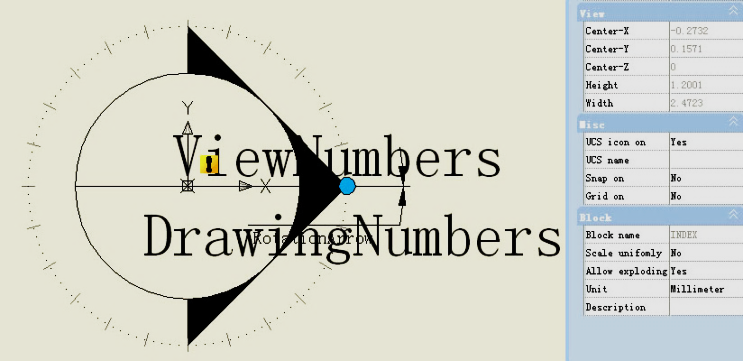 Y
ViewNumbers
X
DrawingNumbers
RotationArrow
View
Center-X -0.2732
Center-Y 0.1571
Center-Z 0
Height 1.2001
Width 2.4723
Misc
UCS icon on Yes
UCS name
Snap on No
Grid on No
Block
Block name INDEX
Scale unifomly No
Allow exploding Yes
Unit Millimeter
Description